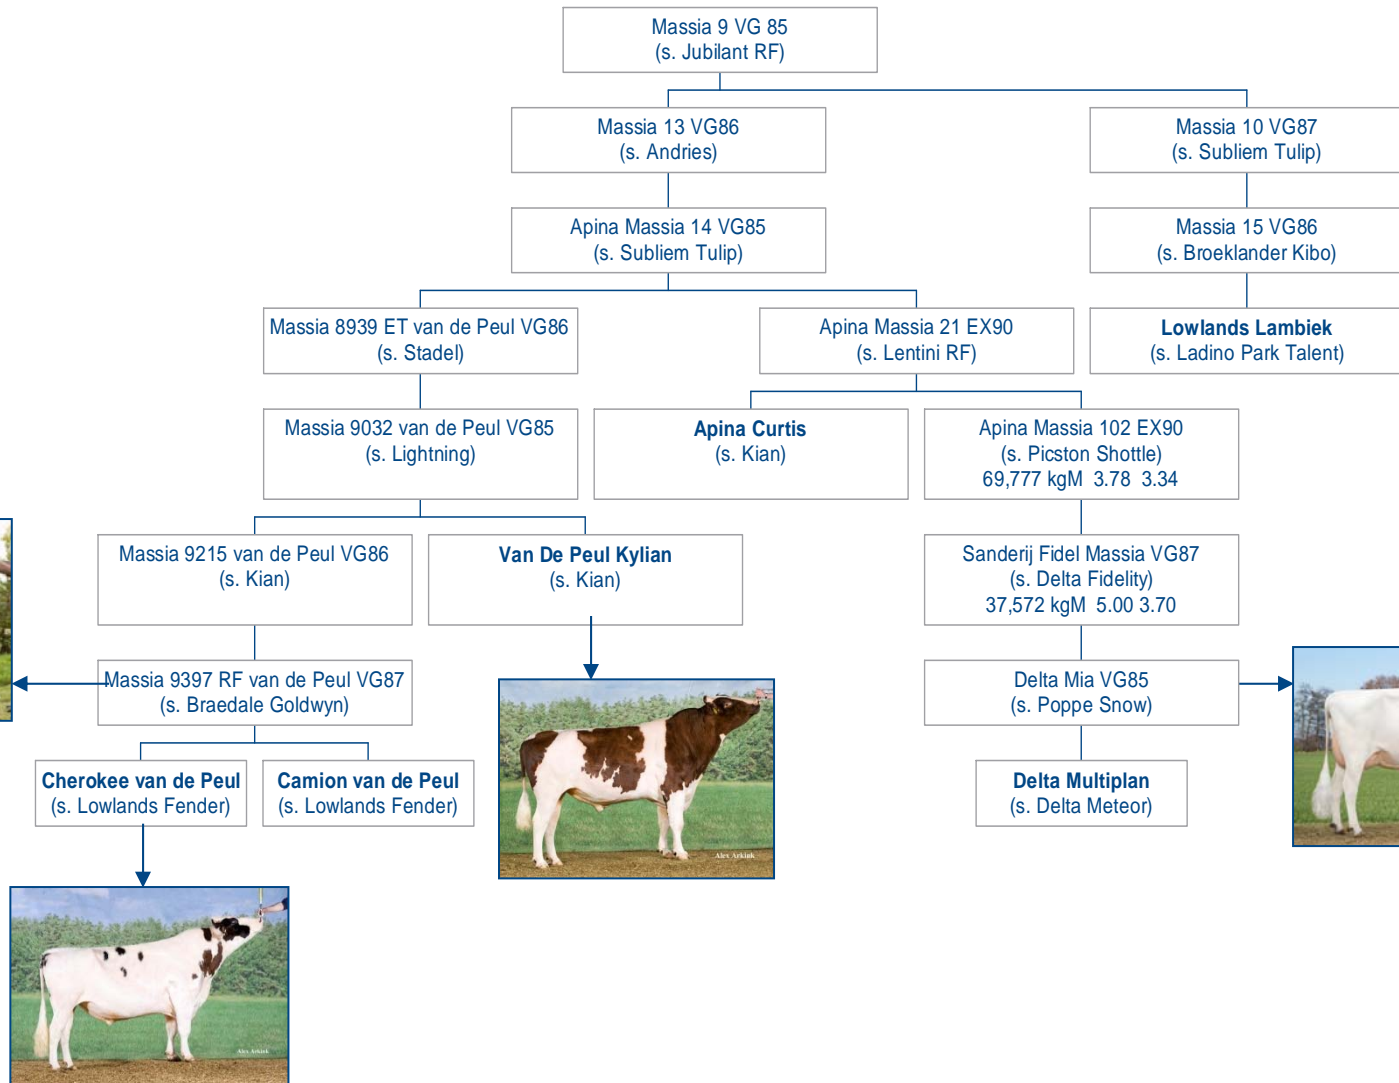 Massia 9 VG 85
(s. Jubilant RF)
Massia 13 VG86
(s. Andries)
Massia 10 VG87
(s. Subliem Tulip)
Apina Massia 14 VG85
(s. Subliem Tulip)
Massia 15 VG86
(s. Broeklander Kibo)
Massia 8939 ET van de Peul VG86
(s. Stadel)
Apina Massia 21 EX90
(s. Lentini RF)
Lowlands Lambiek
(s. Ladino Park Talent)
Massia 9032 van de Peul VG85
(s. Lightning)
Apina Curtis
(s. Kian)
Apina Massia 102 EX90
(s. Picston Shottle)
69,777 kgM 3.78 3.34
Massia 9215 van de Peul VG86
(s. Kian)
Van De Peul Kylian
(s. Kian)
Sanderij Fidel Massia VG87
(s. Delta Fidelity)
37,572 kgM 5.00 3.70
Massia 9397 RF van de Peul VG87
(s. Braedale Goldwyn)
Delta Mia VG85
(s. Poppe Snow)
Cherokee van de Peul
(s. Lowlands Fender)
Camion van de Peul
(s. Lowlands Fender)
Delta Multiplan
(s. Delta Meteor)
Alex Arkink
Alex Arkink